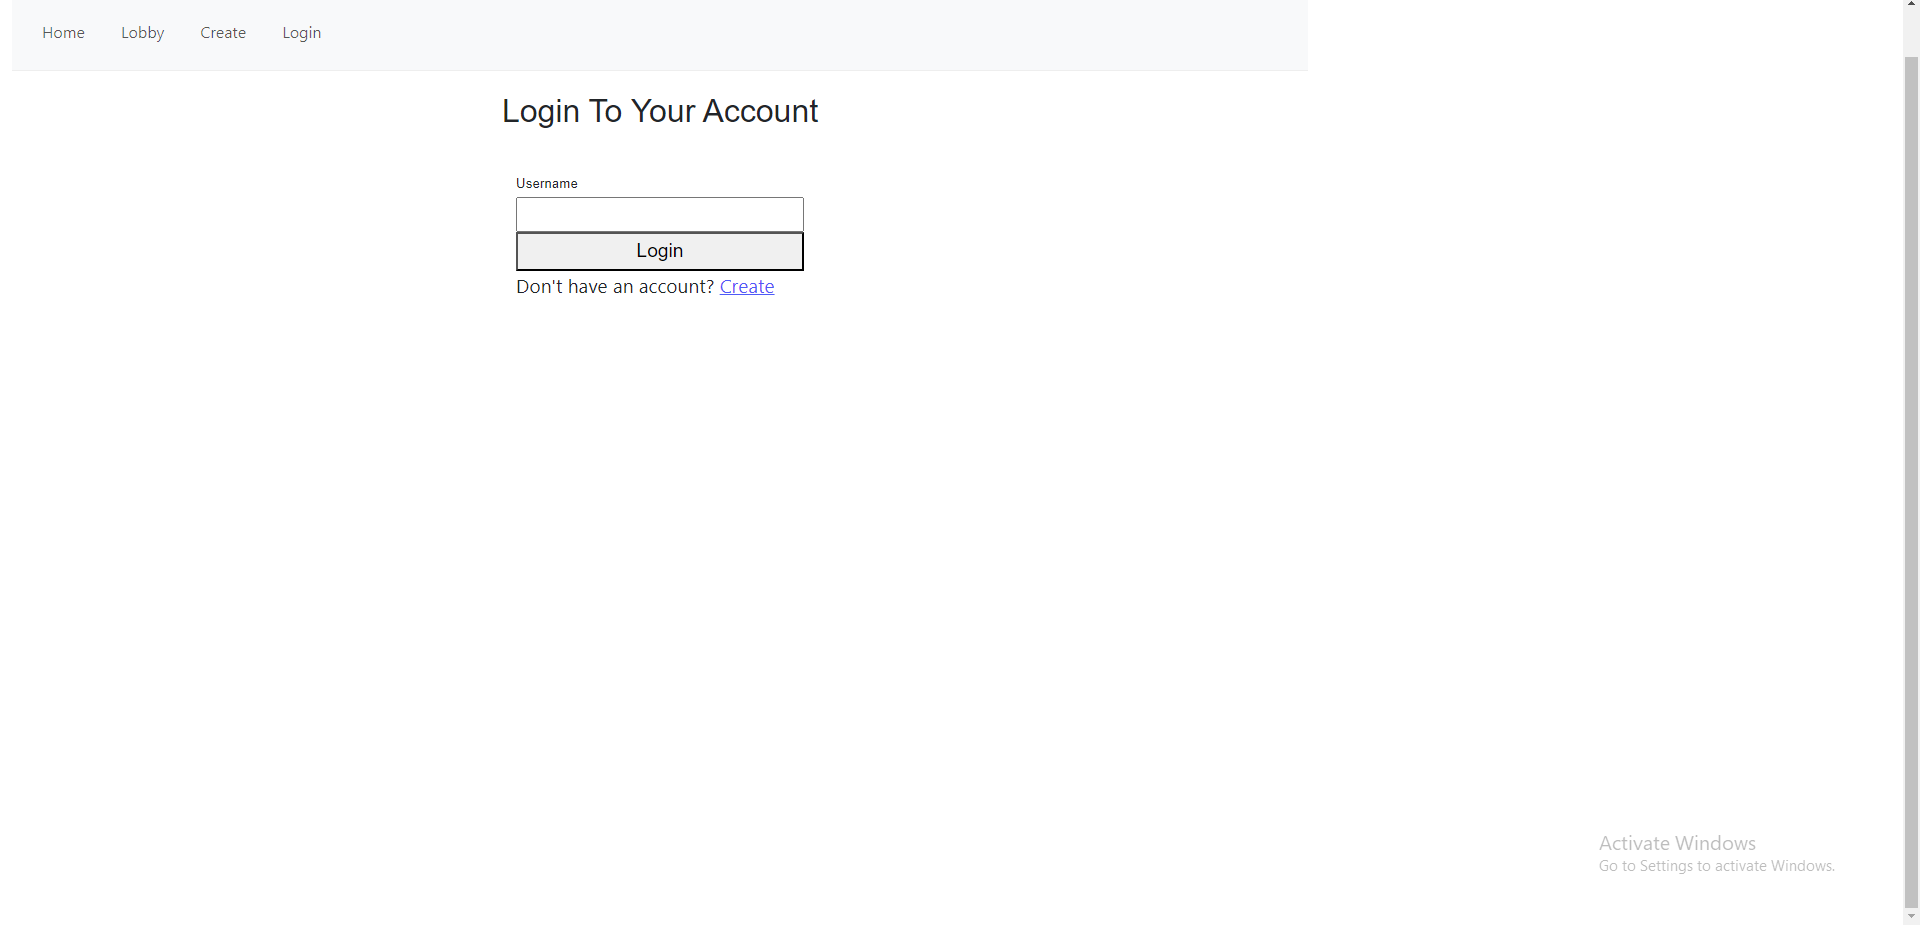 Home Lobby Create Login
Login To Your Account
Username
Login
Don't have an account? Create
Activate Windows
Go to Settings to activate Windows.